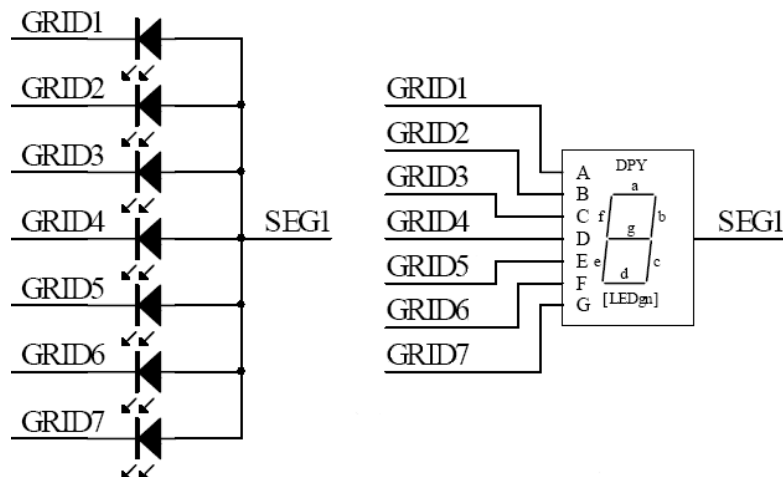 GRID1
GRID2
GRID3
GRID4
GRID5
GRID6
GRID7
SEG1
GRID1
GRID2
GRID3
GRID4
GRID5
GRID6
GRID7
DPY
A
B
C
D
E
F
G
a
f b
g
e c
d
[LEDgn]
SEG1